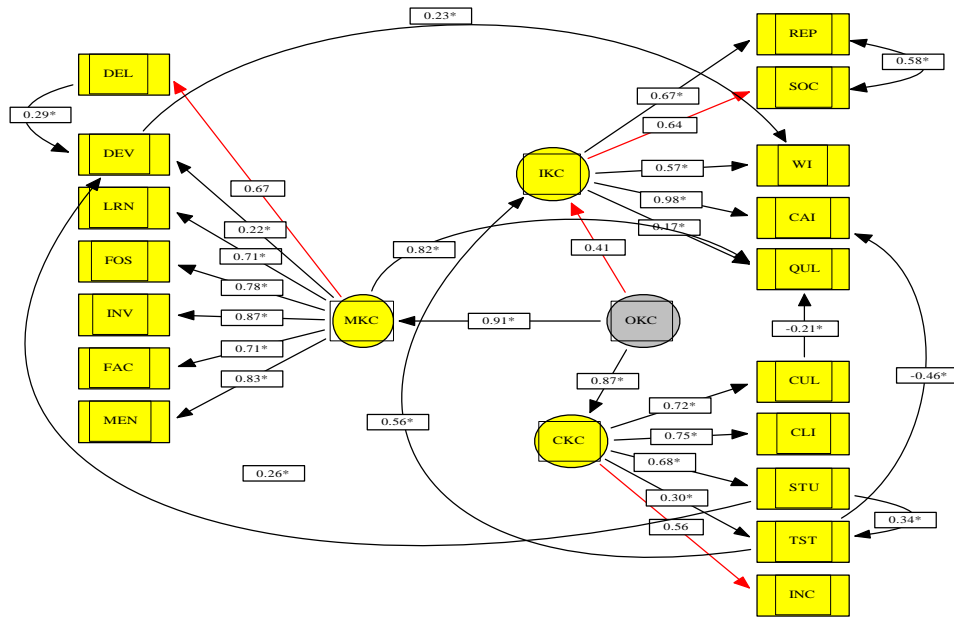 0.23*
REP
DEL
0.58*
SOC
0.67*
0.29*
0.64
DEV
WI
IKC
0.57*
0.67
LRN
0.98*
CAI
0.22*
0.17*
0.41
0.82*
0.71*
FOS
QUL
0.78*
INV
MKC
0.87*
0.91*
OKC
-0.21*
0.71*
FAC
-0.46*
0.83*
0.87*
CUL
0.72*
MEN
0.56*
CKC
0.75*
CLI
0.68*
0.26*
STU
0.30*
0.34*
0.56
TST
INC